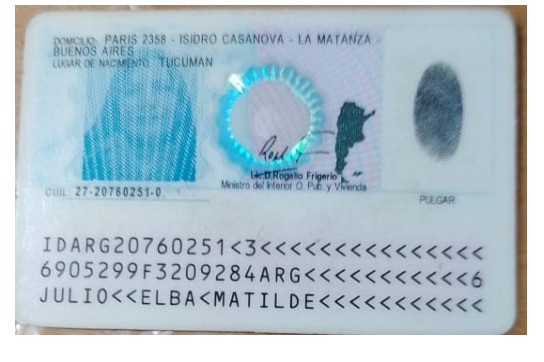 DOMICILIO: PARIS 2358 - ISIDRO CASANOVA - LA MATANZA -
BUENOS AIRES
LUGAR DE NACIMIENTO: TUCUMAN
Lic.D.Rogelio Frigerio
Ministro del Interior O. Pub. y Vivienda
CUIL: 27-20760251-0
PULGAR
IDARG20760251<3<<<<<<<<<<<<<<<
6905299F3209284ARG<<<<<<<<<<<6
JULIO<<ELBA<MATILDE<<<<<<<<<<<